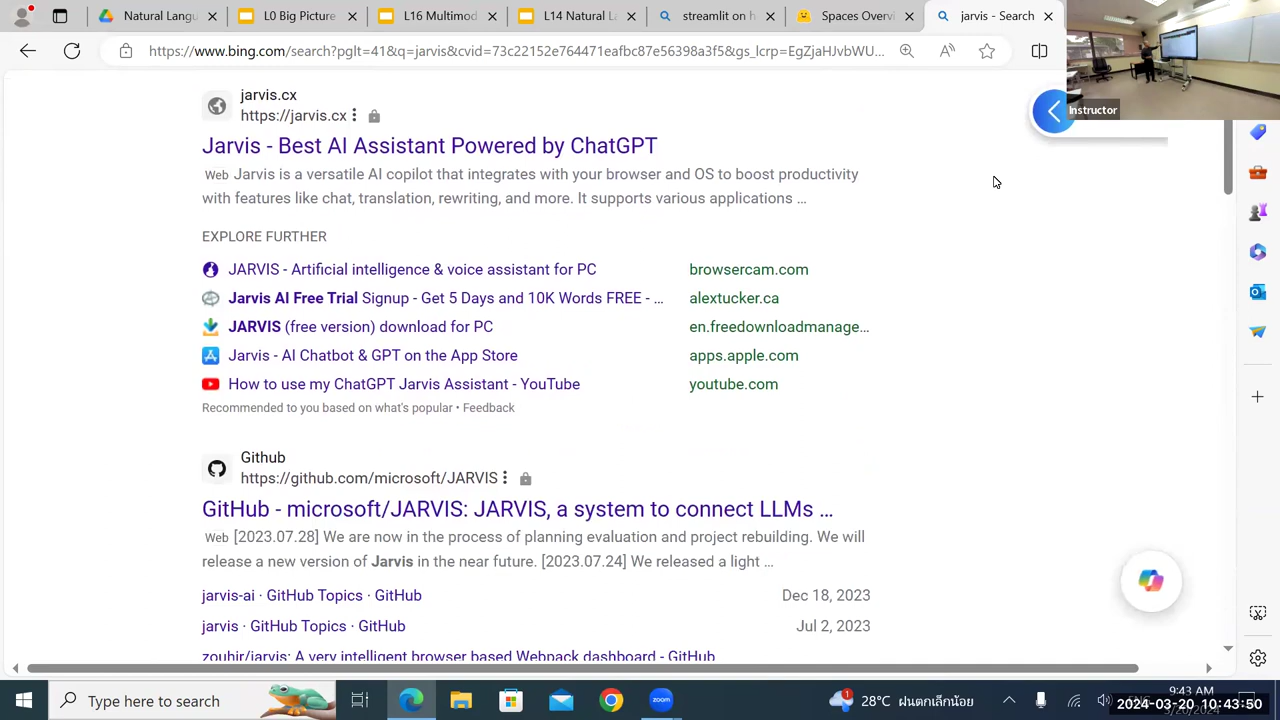 Natural Langu
L0 Big Picture
L16 Multimod
L14 Natural La
streamlit on h
Spaces Overvi
jarvis - Search
https://www.bing.com/search?pglt=41&q=jarvis&cvid=73c22152e764471eafbc87e56398a3f5&gs_lcrp=EgZjaHJvbWU...
Instructor
jarvis.cx
https://jarvis.cx
Jarvis - Best AI Assistant Powered by ChatGPT
Web Jarvis is a versatile AI copilot that integrates with your browser and OS to boost productivity
with features like chat, translation, rewriting, and more. It supports various applications ...
EXPLORE FURTHER
JARVIS - Artificial intelligence & voice assistant for PC browsercam.com
Jarvis AI Free Trial Signup - Get 5 Days and 10K Words FREE - ... alextucker.ca
JARVIS (free version) download for PC en.freedownloadmanage...
Jarvis - AI Chatbot & GPT on the App Store apps.apple.com
How to use my ChatGPT Jarvis Assistant - YouTube youtube.com
Recommended to you based on what's popular • Feedback
Github
https://github.com/microsoft/JARVIS
GitHub - microsoft/JARVIS: JARVIS, a system to connect LLMs ...
Web [2023.07.28] We are now in the process of planning evaluation and project rebuilding. We will
release a new version of Jarvis in the near future. [2023.07.24] We released a light ...
jarvis-ai · GitHub Topics · GitHub Dec 18, 2023
jarvis · GitHub Topics · GitHub Jul 2, 2023
zouhir/jarvis: A very intelligent browser based Webpack dashboard - GitHub
Type here to search
zoom
1
28°C ฝนตกเล็กน้อย
9:43 AM
2024-03-20 10:43:50